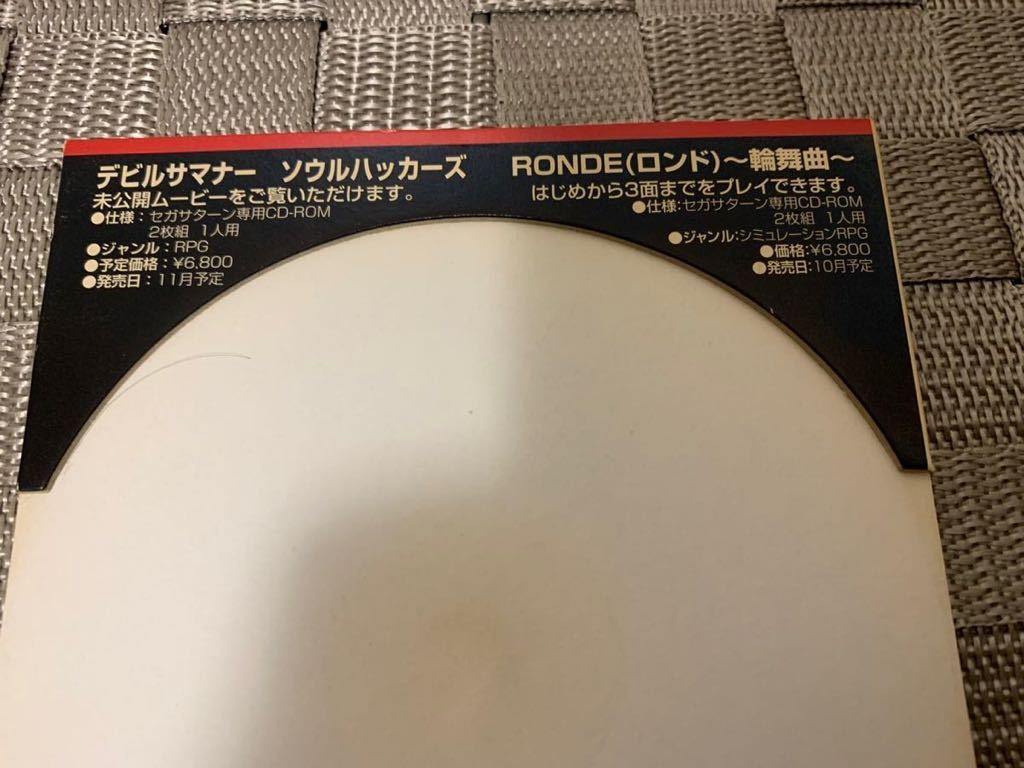 デビルサマナー ソウルハッカーズ
未公開ムービーをご覧いただけます。
●仕様：セガサターン専用CD-ROM
2枚組 1人用
●ジャンル：RPG
●予定価格：¥6,800
●発売日：11月予定
RONDE(ロンド)～輪舞曲～
はじめから3面までをプレイできます。
●仕様：セガサターン専用CD-ROM
2枚組 1人用
●ジャンル：シミュレーションRPG
●価格：¥6,800
●発売日：10月予定